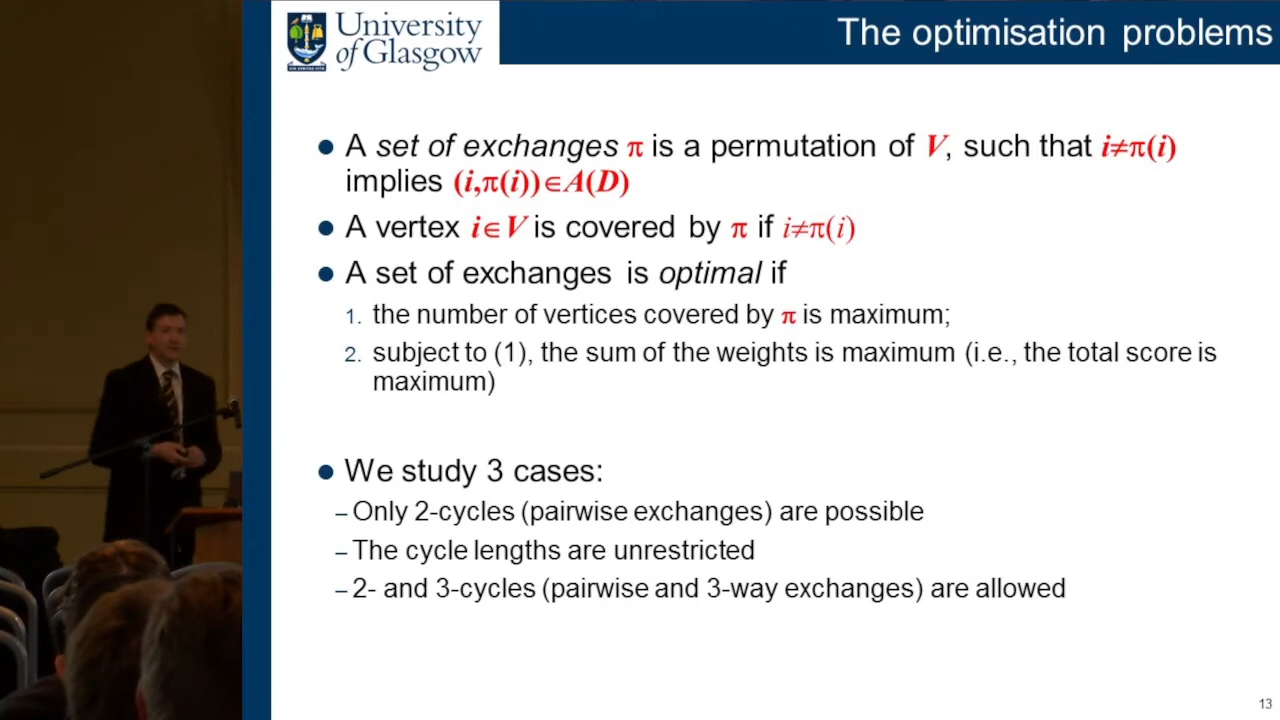 University
of Glasgow
The optimisation problems
● A set of exchanges π is a permutation of V, such that i≠π(i)
implies (i,π(i))∈A(D)
● A vertex i∈V is covered by π if i≠π(i)
● A set of exchanges is optimal if
1. the number of vertices covered by π is maximum;
2. subject to (1), the sum of the weights is maximum (i.e., the total score is
maximum)
● We study 3 cases:
– Only 2-cycles (pairwise exchanges) are possible
– The cycle lengths are unrestricted
– 2- and 3-cycles (pairwise and 3-way exchanges) are allowed
13